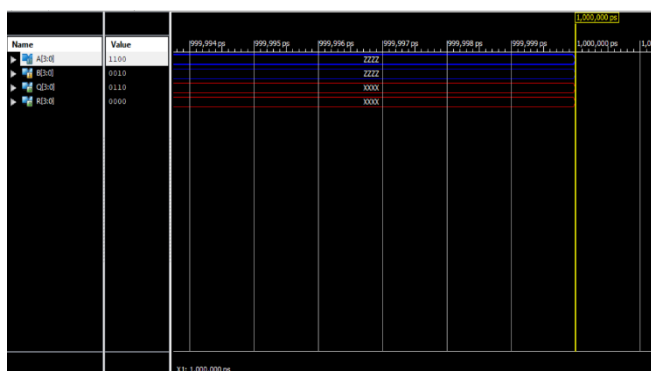 1,000,000 ps
Name Value 999,994 ps 999,995 ps 999,996 ps 999,997 ps 999,998 ps 999,999 ps 1,000,000 ps 1,0
A[3:0] 1100 ZZZZ
B[3:0] 0010 ZZZZ
Q[3:0] 0110 XXXX
R[3:0] 0000 XXXX
X1: 1,000,000 ps